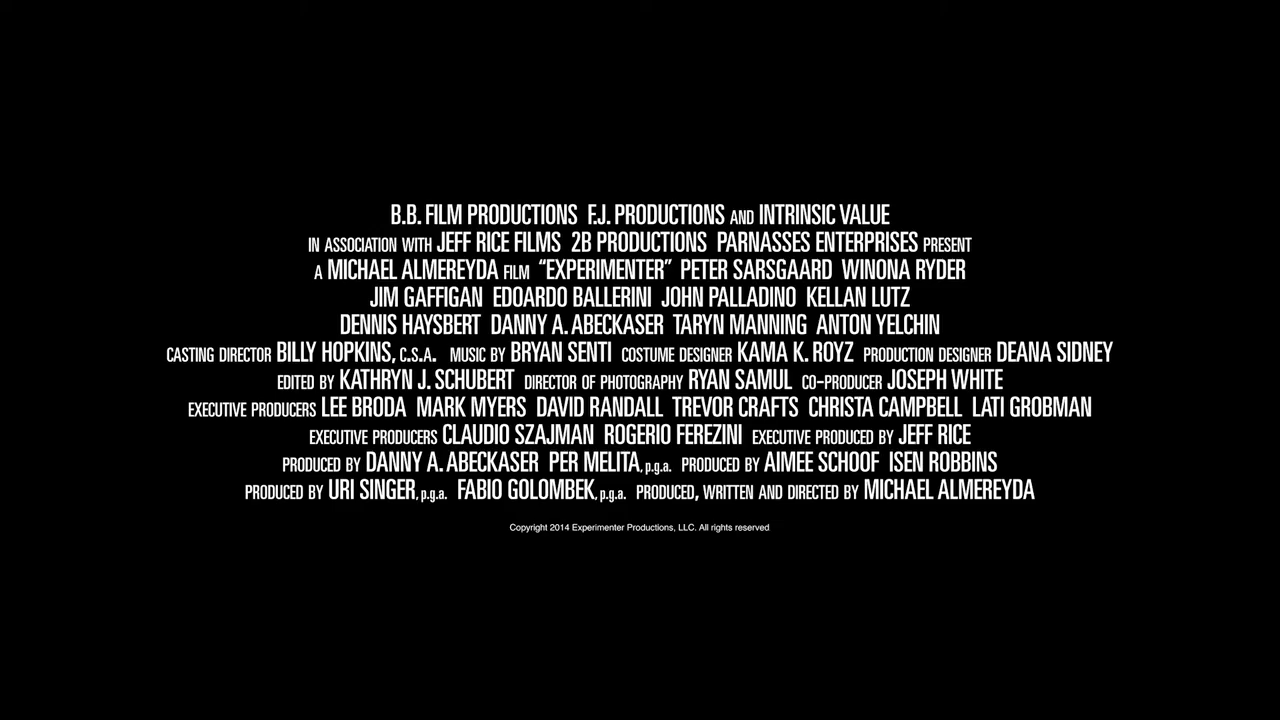 B.B. FILM PRODUCTIONS F.J. PRODUCTIONS AND INTRINSIC VALUE
IN ASSOCIATION WITH JEFF RICE FILMS 2B PRODUCTIONS PARNASSES ENTERPRISES PRESENT
A MICHAEL ALMEREYDA FILM “EXPERIMENTER” PETER SARSGAARD WINONA RYDER
JIM GAFFIGAN EDOARDO BALLERINI JOHN PALLADINO KELLAN LUTZ
DENNIS HAYSBERT DANNY A. ABECKASER TARYN MANNING ANTON YELCHIN
CASTING DIRECTOR BILLY HOPKINS, C.S.A. MUSIC BY BRYAN SENTI COSTUME DESIGNER KAMA K. ROYZ PRODUCTION DESIGNER DEANA SIDNEY
EDITED BY KATHRYN J. SCHUBERT DIRECTOR OF PHOTOGRAPHY RYAN SAMUL CO-PRODUCER JOSEPH WHITE
EXECUTIVE PRODUCERS LEE BRODA MARK MYERS DAVID RANDALL TREVOR CRAFTS CHRISTA CAMPBELL LATI GROBMAN
EXECUTIVE PRODUCERS CLAUDIO SZAJMAN ROGERIO FEREZINI EXECUTIVE PRODUCED BY JEFF RICE
PRODUCED BY DANNY A. ABECKASER PER MELITA, p.g.a. PRODUCED BY AIMEE SCHOOF ISEN ROBBINS
PRODUCED BY URI SINGER, p.g.a. FABIO GOLOMBEK, p.g.a. PRODUCED, WRITTEN AND DIRECTED BY MICHAEL ALMEREYDA
Copyright 2014 Experimenter Productions, LLC. All rights reserved